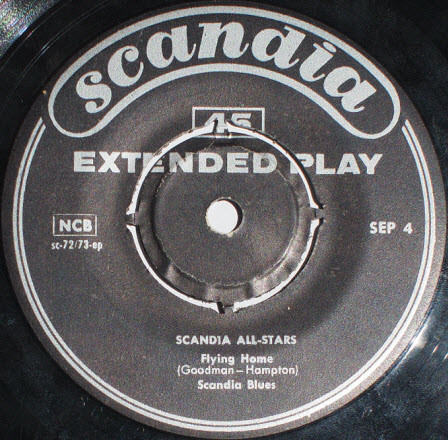 scandia
45
EXTENDED PLAY
NCB
SEP 4
sc-72/73-ep
SCANDIA ALL-STARS
Flying Home
(Goodman – Hampton)
Scandia Blues